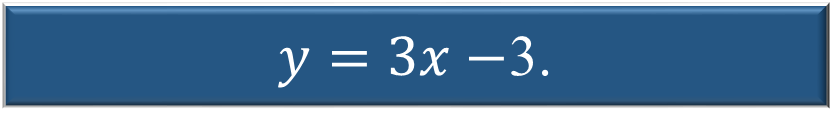 y = 3x −3.